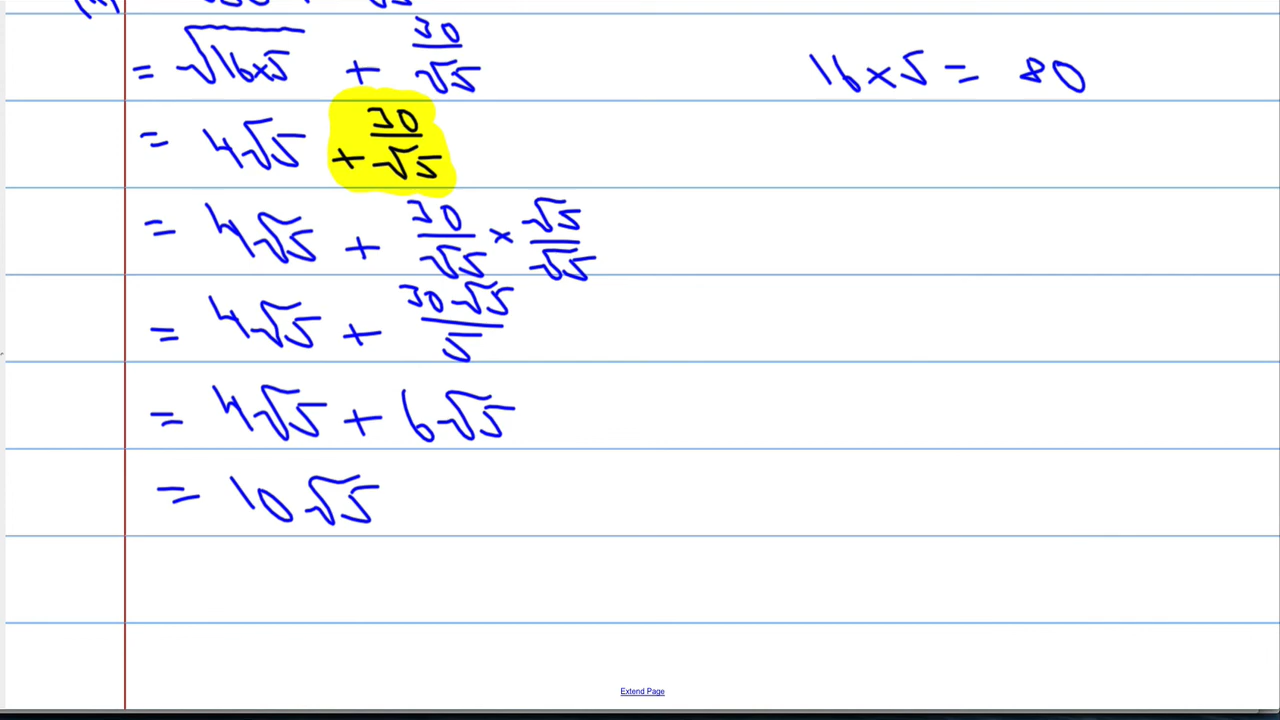 = √(16×5) + 30/√5
16×5 = 80
= 4√5 + 30/√5
= 4√5 + 30/√5 × √5/√5
= 4√5 + 30√5/5
= 4√5 + 6√5
= 10√5
Extend Page